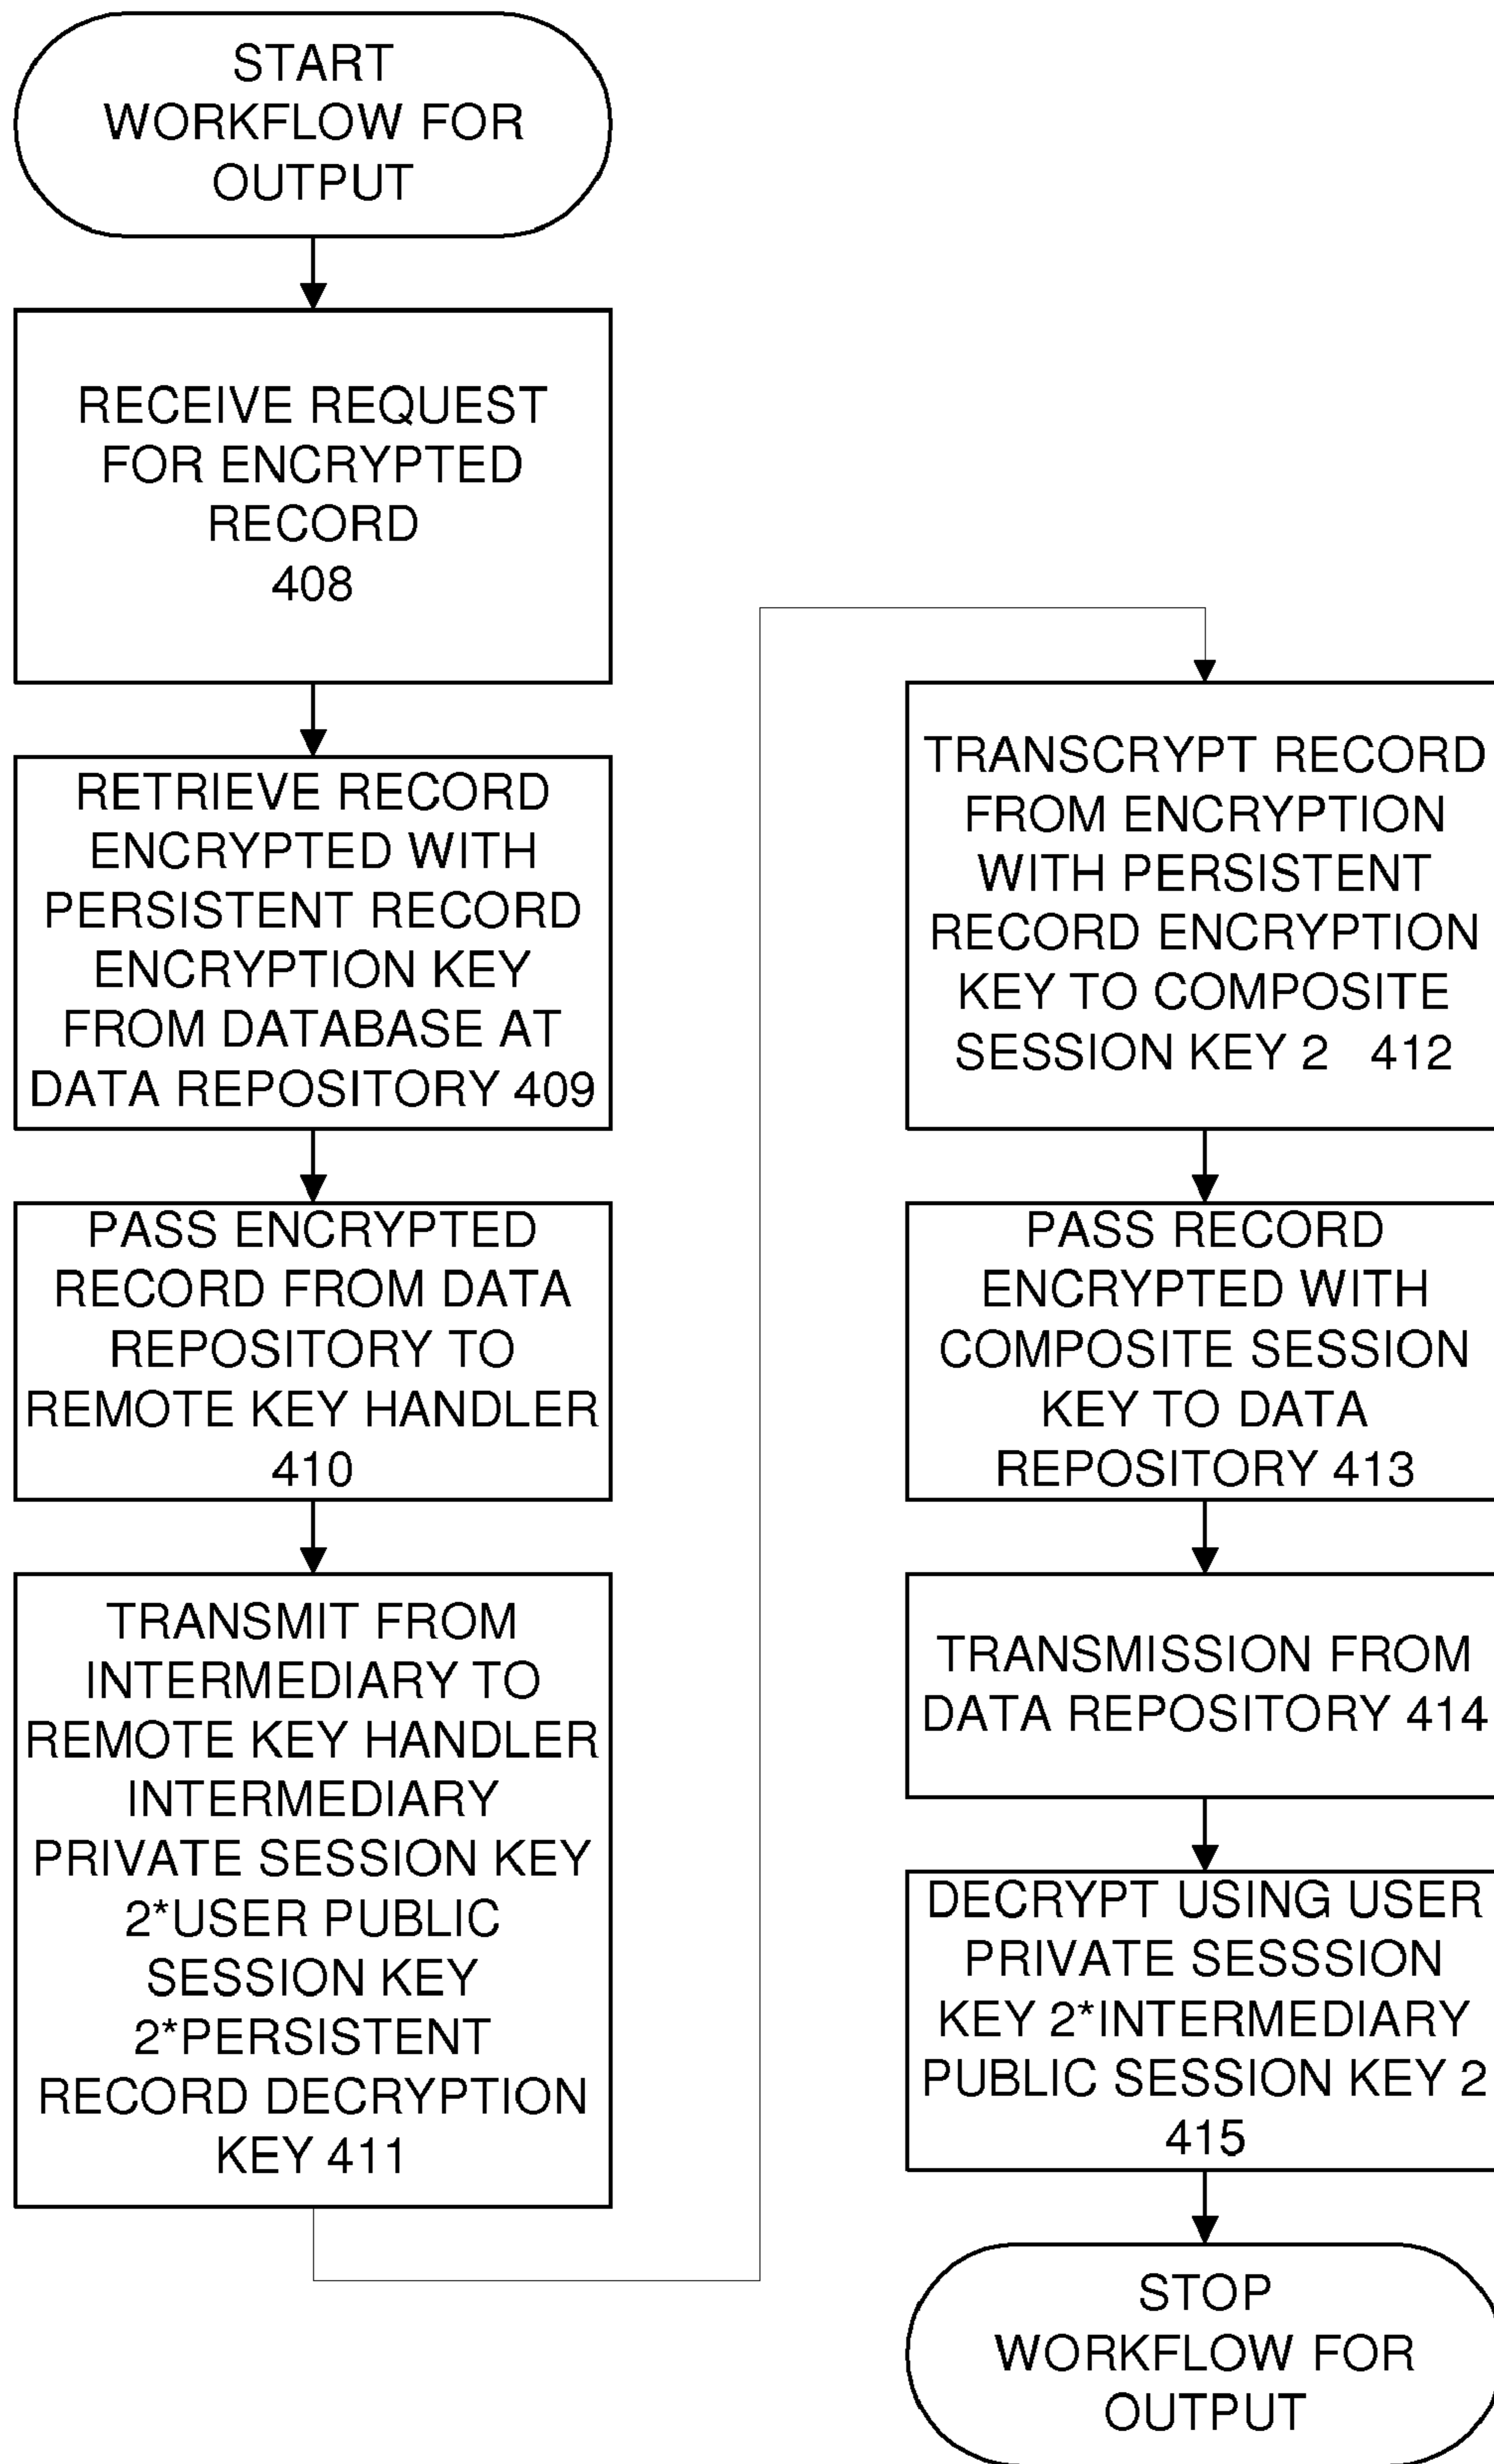 START
WORKFLOW FOR
OUTPUT
RECEIVE REQUEST
FOR ENCRYPTED
RECORD
408
RETRIEVE RECORD
ENCRYPTED WITH
PERSISTENT RECORD
ENCRYPTION KEY
FROM DATABASE AT
DATA REPOSITORY 409
PASS ENCRYPTED
RECORD FROM DATA
REPOSITORY TO
REMOTE KEY HANDLER
410
TRANSMIT FROM
INTERMEDIARY TO
REMOTE KEY HANDLER
INTERMEDIARY
PRIVATE SESSION KEY
2*USER PUBLIC
SESSION KEY
2*PERSISTENT
RECORD DECRYPTION
KEY 411
TRANSCRYPT RECORD
FROM ENCRYPTION
WITH PERSISTENT
RECORD ENCRYPTION
KEY TO COMPOSITE
SESSION KEY 2 412
PASS RECORD
ENCRYPTED WITH
COMPOSITE SESSION
KEY TO DATA
REPOSITORY 413
TRANSMISSION FROM
DATA REPOSITORY 414
DECRYPT USING USER
PRIVATE SESSSION
KEY 2*INTERMEDIARY
PUBLIC SESSION KEY 2
415
STOP
WORKFLOW FOR
OUTPUT